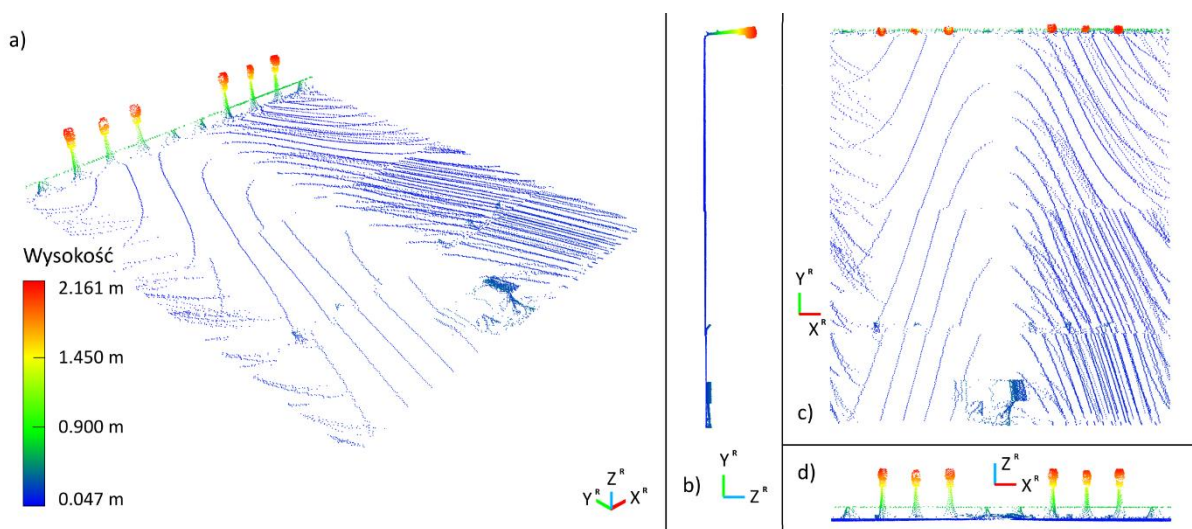 a)
Wysokość
2.161 m
1.450 m
0.900 m
0.047 m
Z R
Y R X R
b)
Y R
Z R
Y R
X R
c)
d)
Z R
X R